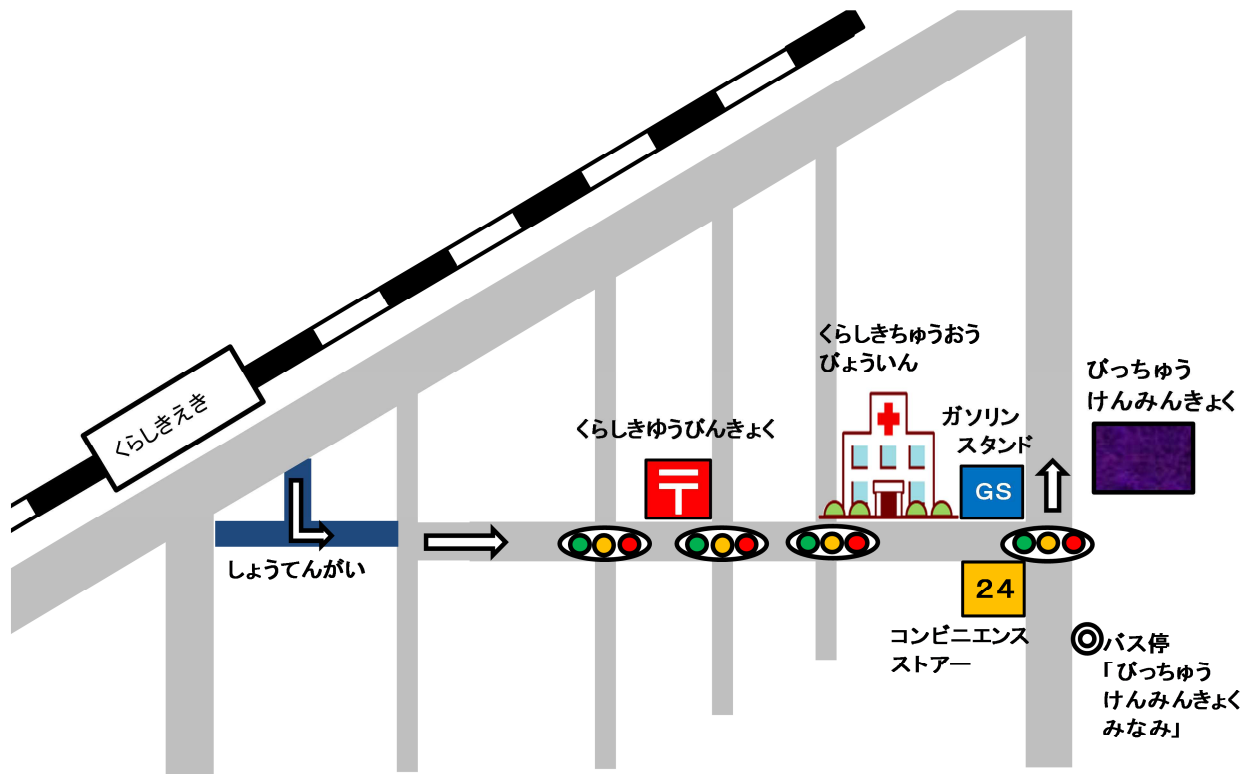 くらしきえき
しょうてんがい
くらしきゆうびんきょく
〒
くらしきちゅうおう
びょういん
ガソリン
スタンド
GS
びっちゅう
けんみんきょく
24
コンビニエンス
ストアー
バス停
「びっちゅう
けんみんきょく
みなみ」